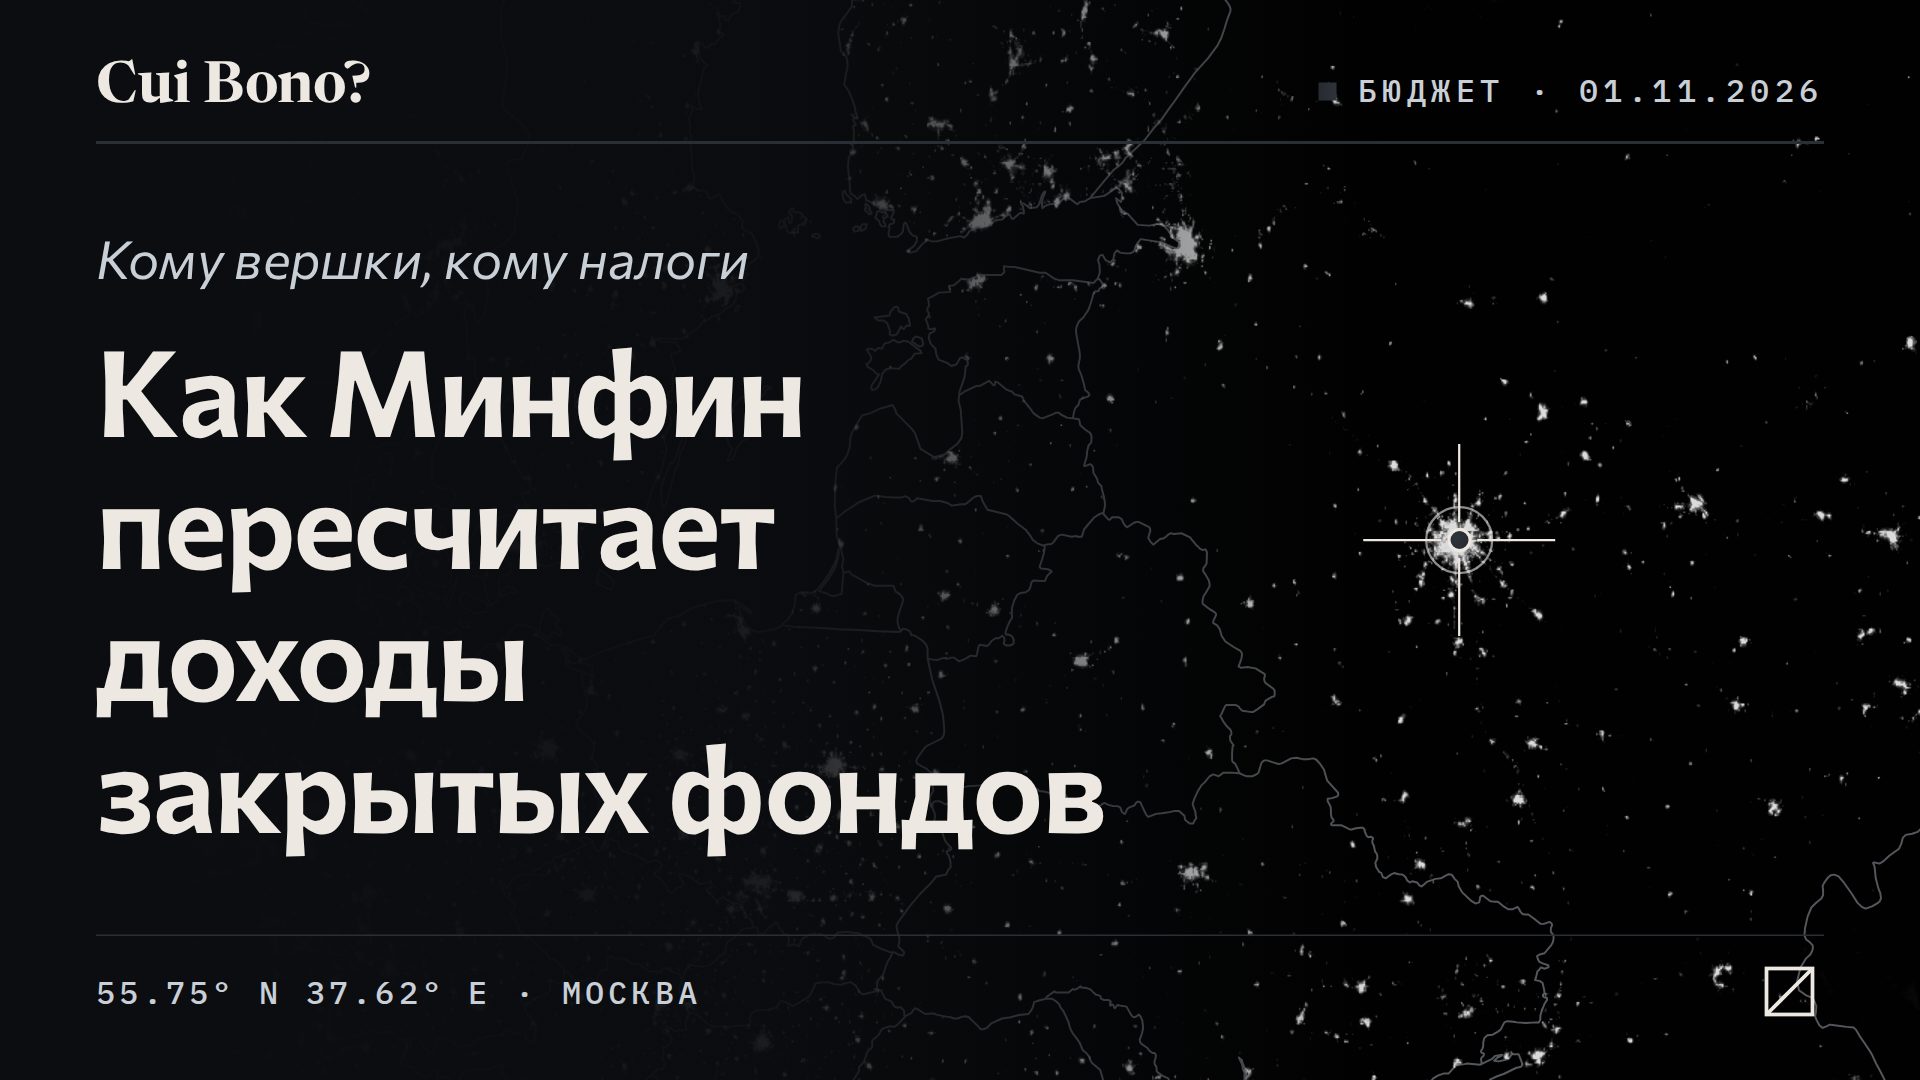 Cui Bono?
БЮДЖЕТ · 01.11.2026
Кому вершки, кому налоги
Как Минфин
пересчитает
доходы
закрытых фондов
55.75° N 37.62° E · МОСКВА